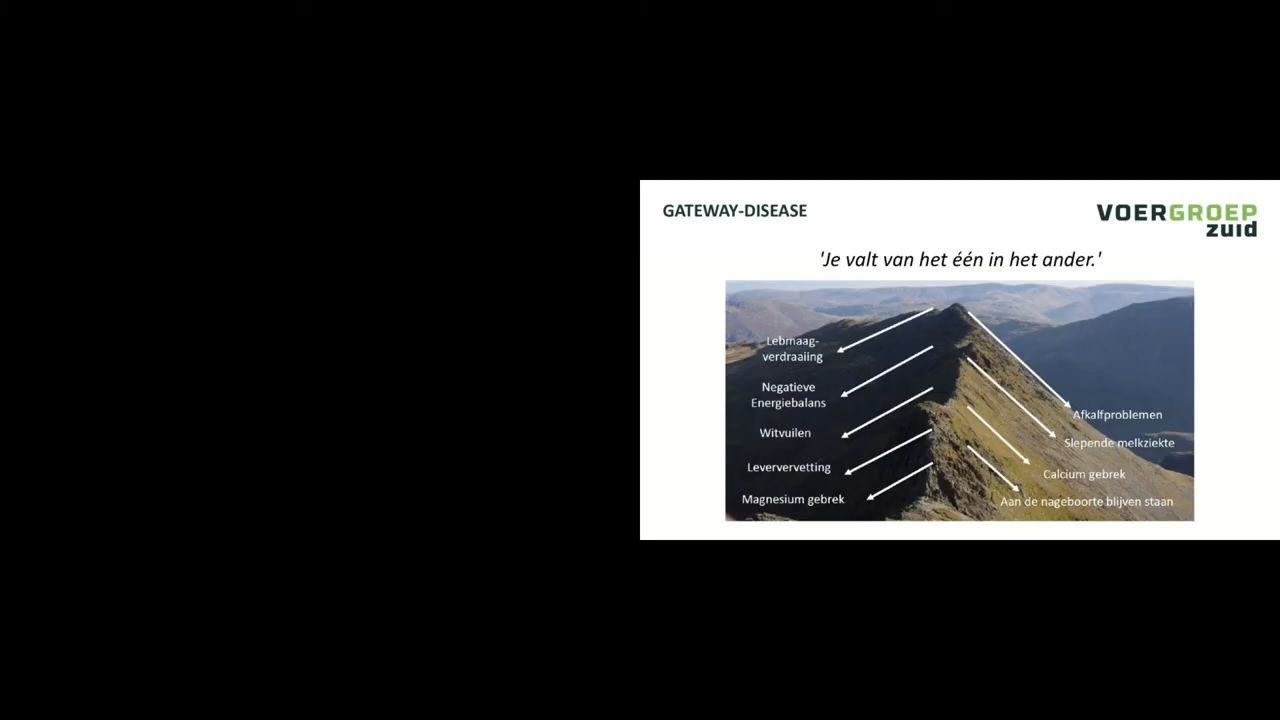 GATEWAY-DISEASE
VOERGROEP
zuid
'Je valt van het één in het ander.'
Lebmaag-
verdraaiing
Negatieve
Energiebalans
Witvuilen
Leververvetting
Magnesium gebrek
Afkalfproblemen
Slepende melkziekte
Calcium gebrek
Aan de nageboorte blijven staan